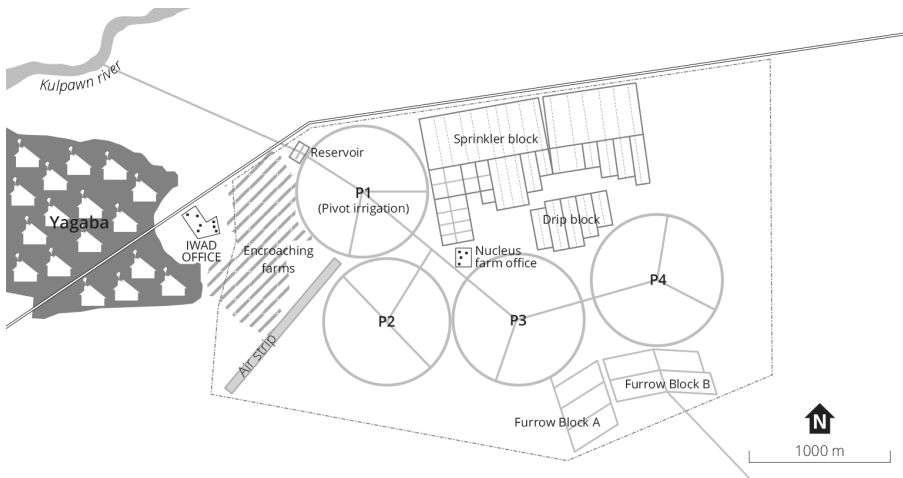 Kulpawn river
Sprinkler block
Reservoir
P1
(Pivot irrigation)
Yagaba
Drip block
IWAD
OFFICE
Encroaching
farms
Nucleus
farm office
P4
P2
P3
Air strip
Furrow Block B
Furrow Block A
N
1000 m